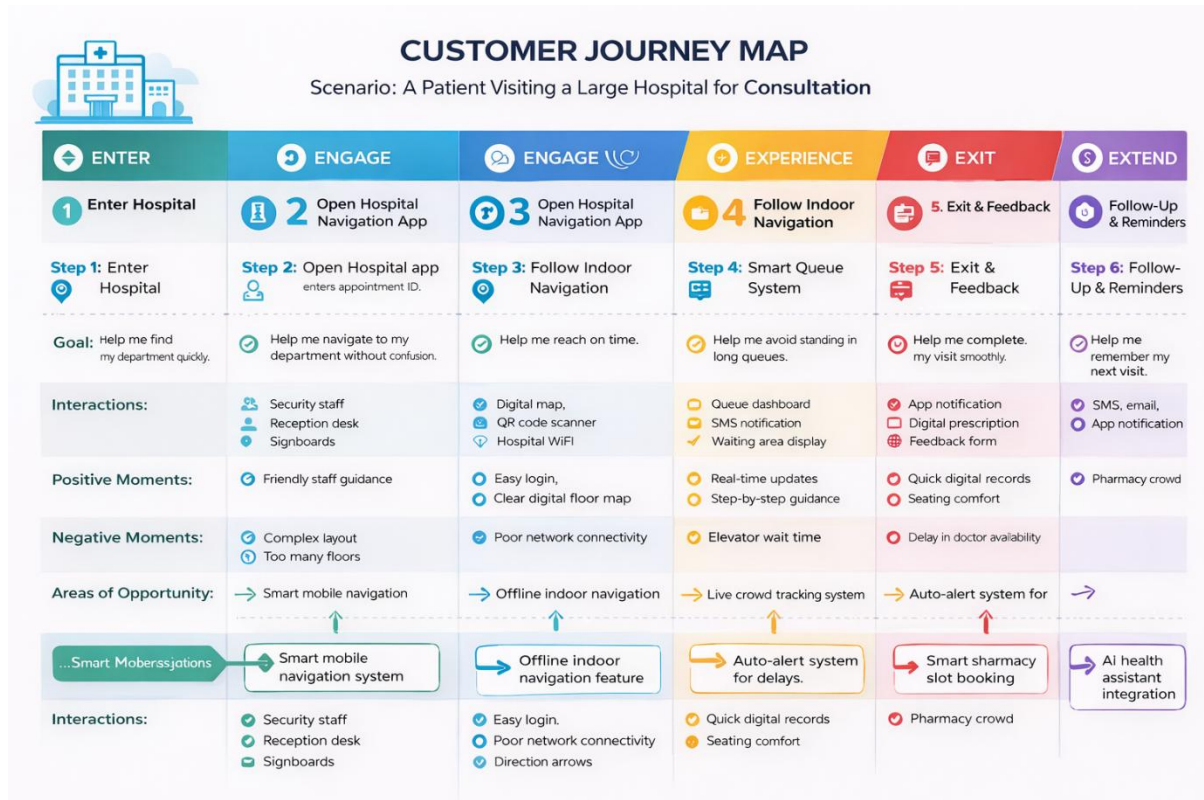 CUSTOMER JOURNEY MAP
Scenario: A Patient Visiting a Large Hospital for Consultation
ENTER
ENGAGE
ENGAGE
EXPERIENCE
EXIT
EXTEND
1 Enter Hospital
2 Open Hospital
Navigation App
3 Open Hospital
Navigation App
4 Follow Indoor
Navigation
5. Exit & Feedback
Follow-Up
& Reminders
Step 1: Enter
Hospital
Step 2: Open Hospital app
enters appointment ID.
Step 3: Follow Indoor
Navigation
Step 4: Smart Queue
System
Step 5: Exit &
Feedback
Step 6: Follow-
Up & Reminders
Goal: Help me find
my department quickly.
Help me navigate to my
department without confusion.
Help me reach on time.
Help me avoid standing in
long queues.
Help me complete.
my visit smoothly.
Help me
remember my
next visit.
Interactions:
Security staff
Reception desk
Signboards
Digital map,
QR code scanner
Hospital WiFI
Queue dashboard
SMS notification
Waiting area display
App notification
Digital prescription
Feedback form
SMS, email,
App notification
Positive Moments:
Friendly staff guidance
Easy login,
Clear digital floor map
Real-time updates
Step-by-step guidance
Quick digital records
Seating comfort
Pharmacy crowd
Negative Moments:
Complex layout
Too many floors
Poor network connectivity
Elevator wait time
Delay in doctor availability
Areas of Opportunity:
Smart mobile navigation
Offline indoor navigation
Live crowd tracking system
Auto-alert system for
...Smart Moberssjations
Smart mobile
navigation system
Offline indoor
navigation feature
Auto-alert system
for delays.
Smart sharmacy
slot booking
Ai health
assistant
integration
Interactions:
Security staff
Reception desk
Signboards
Easy login.
Poor network connectivity
Direction arrows
Quick digital records
Seating comfort
Pharmacy crowd